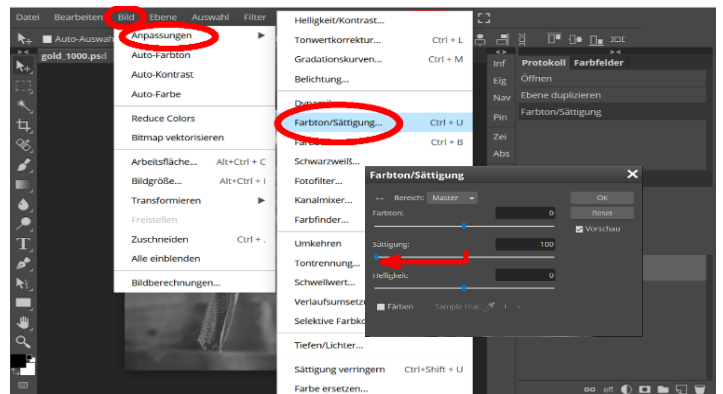 Datei Bearbeiten Bild Ebene Auswahl Filter
Auto-Auswah
gold_1000.psd
Anpassungen
Auto-Farbton
Auto-Kontrast
Auto-Farbe
Reduce Colors
Bitmap vektorisieren
Arbeitsfläche... Alt+Ctrl + C
Bildgröße... Alt+Ctrl + I
Transformieren
Freistellen
Zuschneiden Ctrl + .
Alle einblenden
Bildberechnungen...
Helligkeit/Kontrast...
Tonwertkorrektur... Ctrl + L
Gradationskurven... Ctrl + M
Belichtung...
Farbton/Sättigung... Ctrl + U
Ctrl + B
Schwarzweiß...
Fotofilter...
Kanalmixer...
Farbfinder...
Umkehren
Tontrennung...
Schwellwert...
Verlaufsumsetz
Selektive Farbko
Tiefen/Lichter...
Sättigung verringern Ctrl+Shift + U
Farbe ersetzen...
Inf
Eig
Nav
Pin
Zei
Abs
Protokoll Farbfelder
Öffnen
Ebene duplizieren
Farbton/Sättigung
Farbton/Sättigung X
Bereich: Master
OK
Farbton: 0
Reset
Vorschau
Sättigung: -100
Helligkeit: 0
Färben Sample Hue: + -
eff